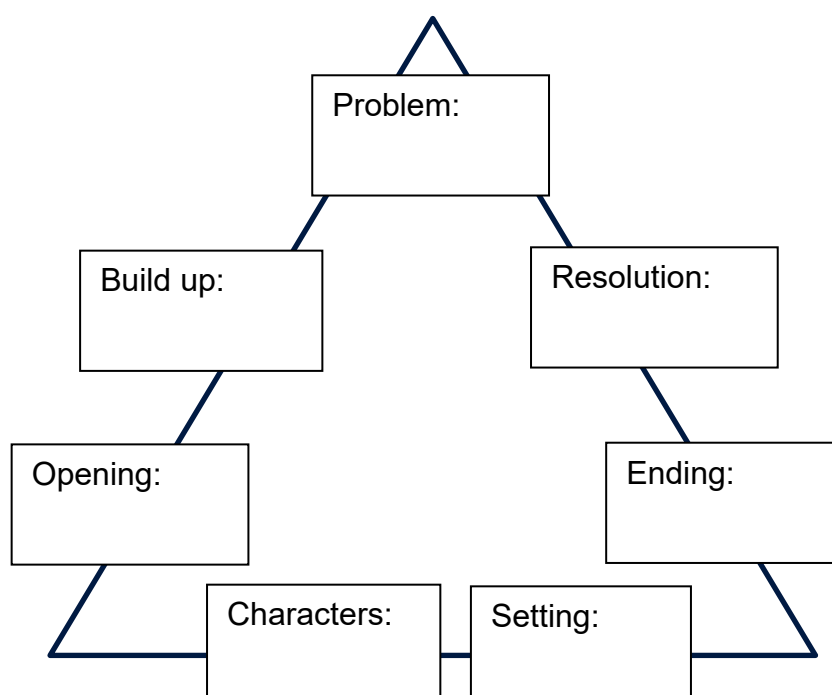 Problem:
Build up:
Resolution:
Opening:
Ending:
Characters:
Setting: